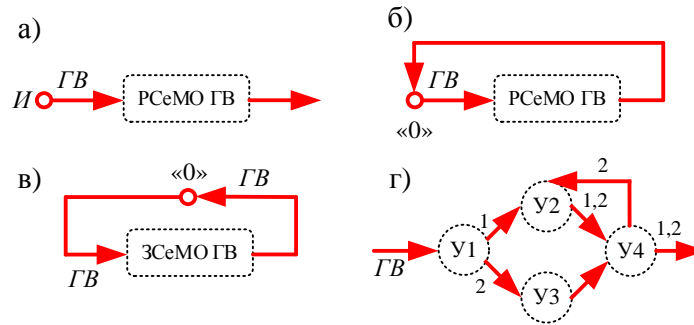 а)
И ГВ РСеМО ГВ
б)
ГВ РСеМО ГВ
«0»
в)
«0» ГВ
ЗСеМО ГВ
ГВ
г)
2
У2
1 1,2
ГВ У1 У4 1,2
2
У3